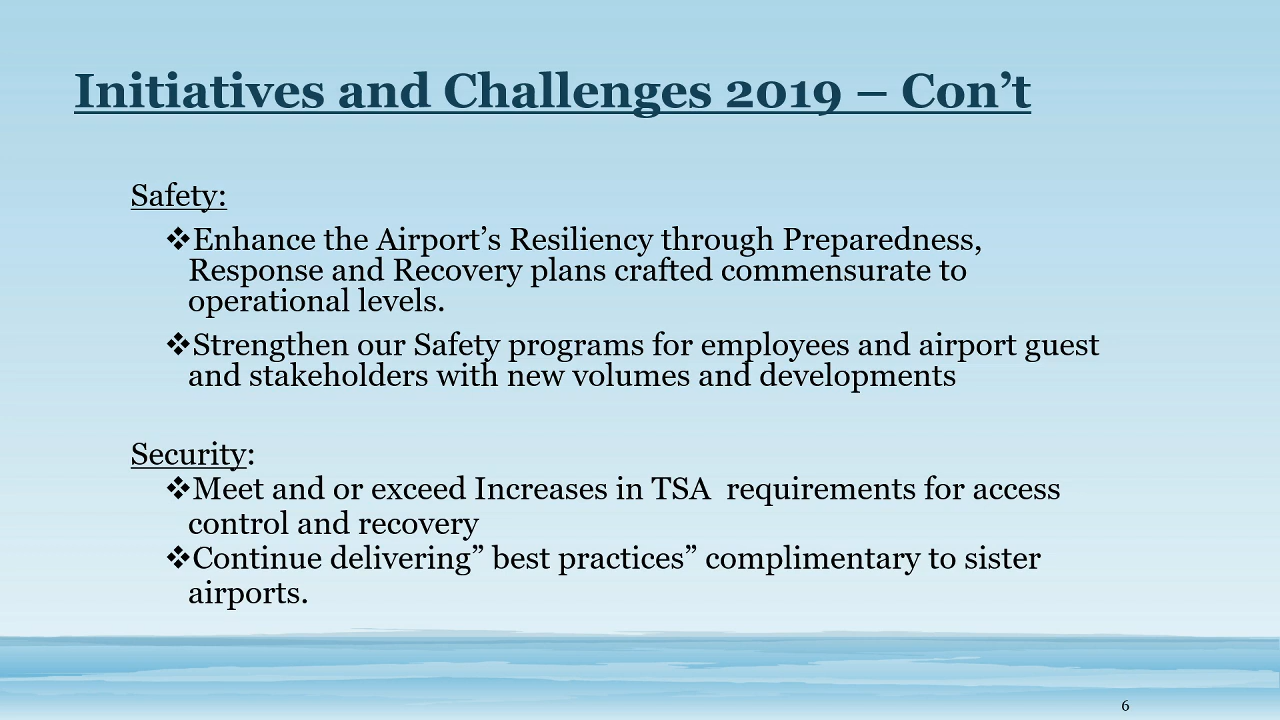 Initiatives and Challenges 2019 – Con’t
Safety:
❖Enhance the Airport’s Resiliency through Preparedness,
Response and Recovery plans crafted commensurate to
operational levels.
❖Strengthen our Safety programs for employees and airport guest
and stakeholders with new volumes and developments
Security:
❖Meet and or exceed Increases in TSA  requirements for access
control and recovery
❖Continue delivering” best practices” complimentary to sister
airports.
6